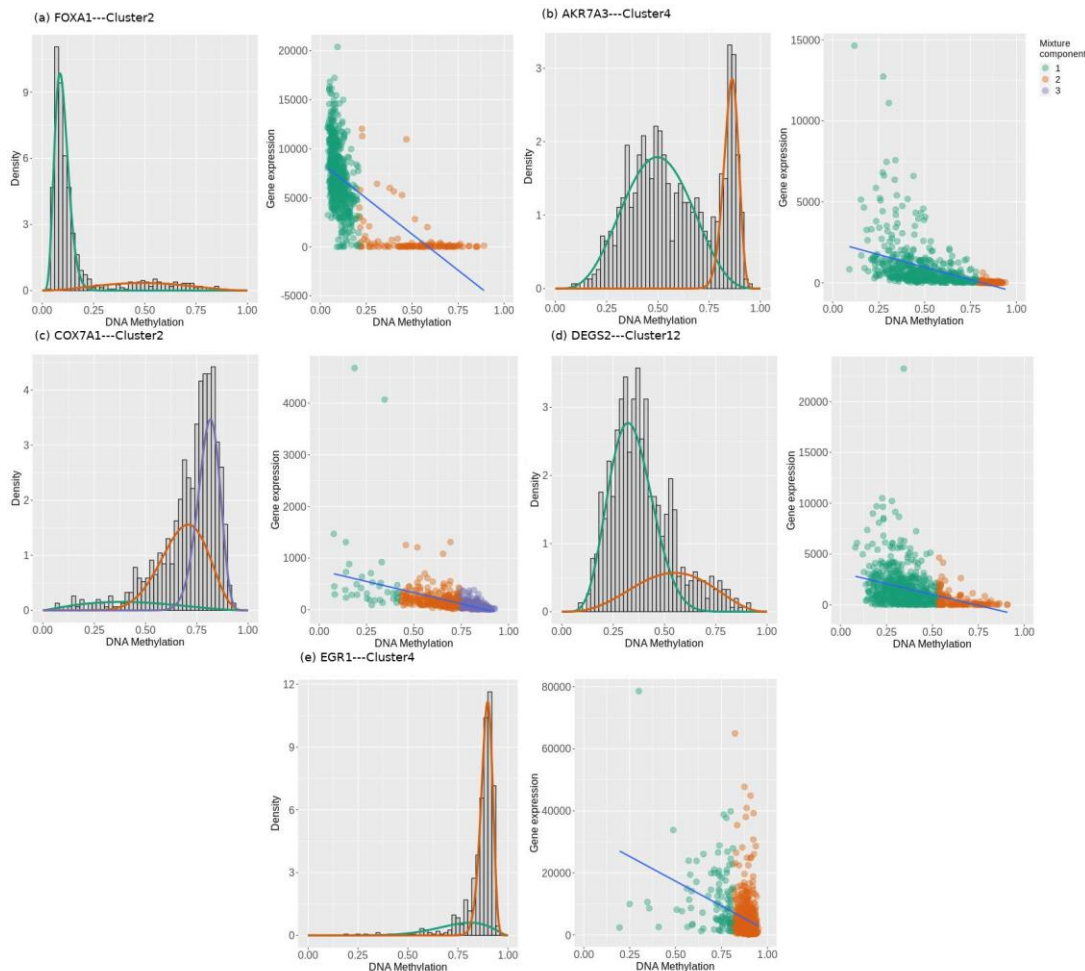 (a) FOXA1---Cluster2
Density
9
6
3
0
0.00 0.25 0.50 0.75 1.00
DNA Methylation
Gene expression
20000
15000
10000
5000
0
-5000
0.00 0.25 0.50 0.75 1.00
DNA Methylation
(b) AKR7A3---Cluster4
Density
3
2
1
0
0.00 0.25 0.50 0.75 1.00
DNA Methylation
Gene expression
15000
10000
5000
0
0.00 0.25 0.50 0.75 1.00
DNA Methylation
Mixture
component
1
2
3
(c) COX7A1---Cluster2
Density
4
3
2
1
0
0.00 0.25 0.50 0.75 1.00
DNA Methylation
Gene expression
4000
3000
2000
1000
0
0.00 0.25 0.50 0.75 1.00
DNA Methylation
(d) DEGS2---Cluster12
Density
3
2
1
0
0.00 0.25 0.50 0.75 1.00
DNA Methylation
Gene expression
20000
15000
10000
5000
0
0.00 0.25 0.50 0.75 1.00
DNA Methylation
(e) EGR1---Cluster4
Density
12
9
6
3
0
0.00 0.25 0.50 0.75 1.00
DNA Methylation
Gene expression
80000
60000
40000
20000
0
0.00 0.25 0.50 0.75 1.00
DNA Methylation